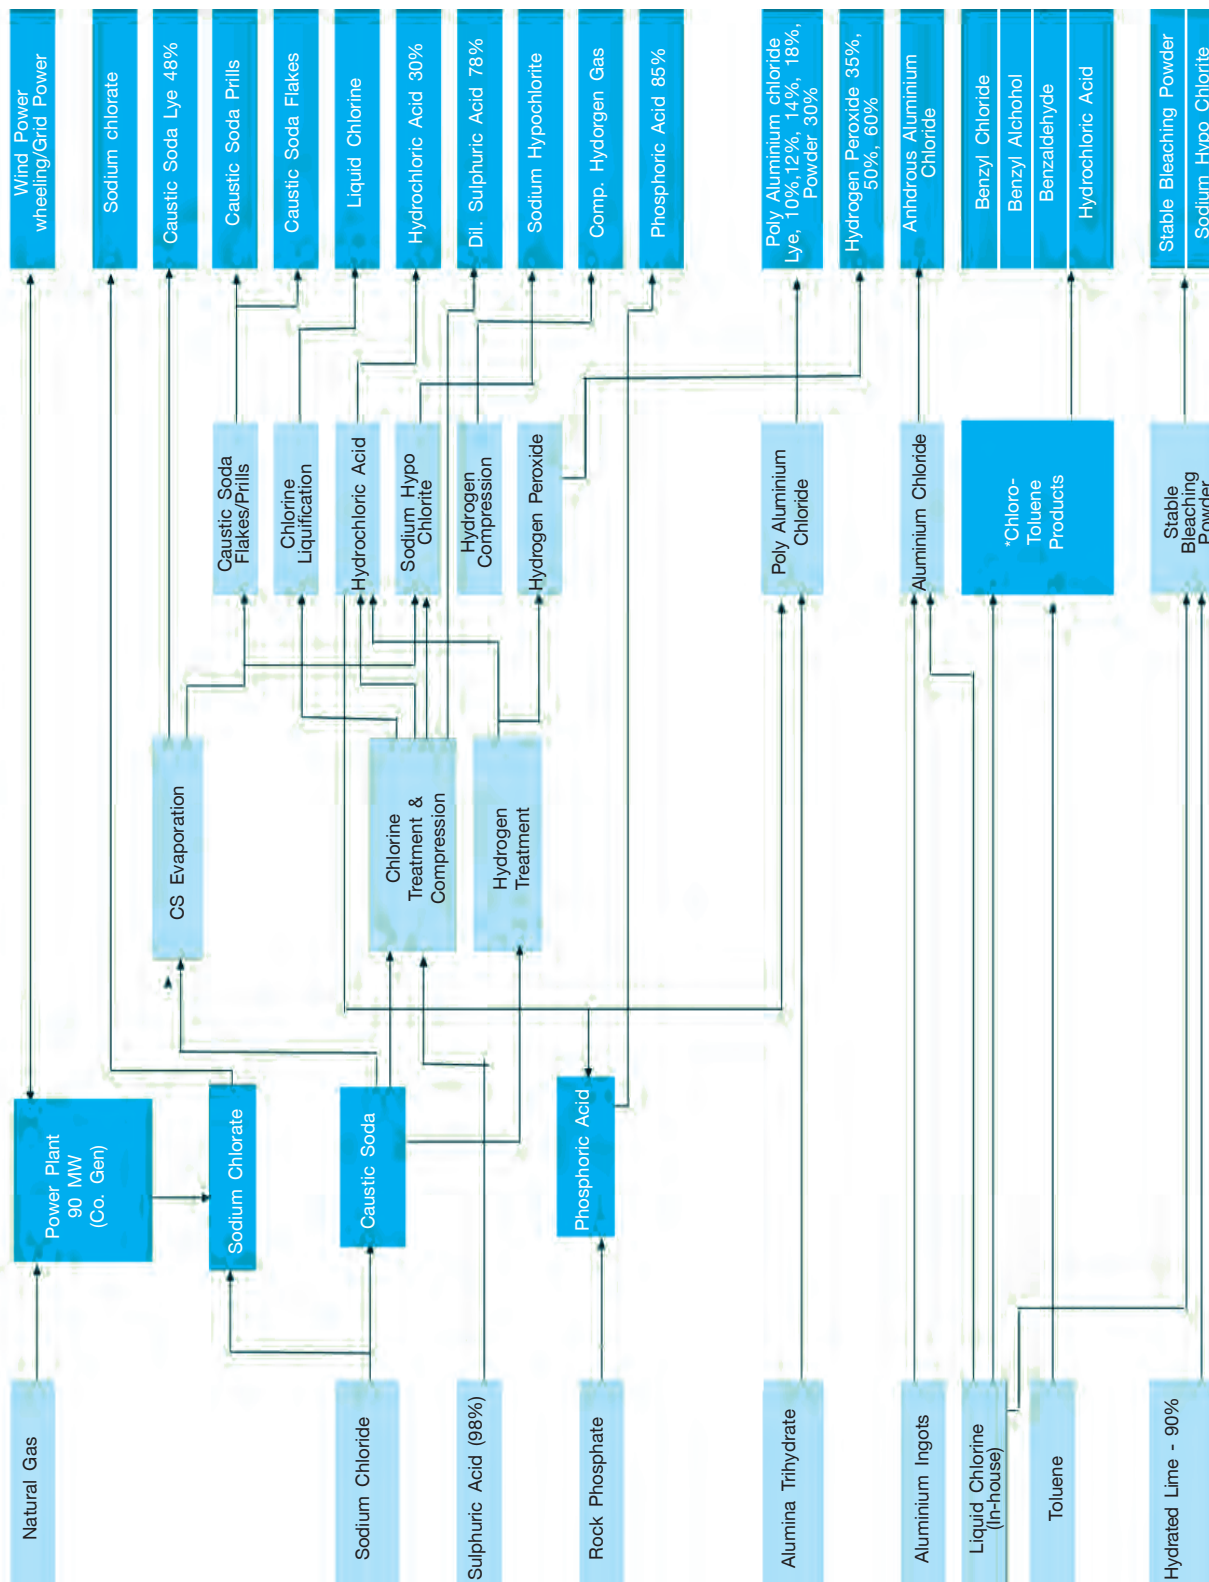 Natural Gas
Sodium Chloride
Sulphuric Acid (98%)
Rock Phosphate
Alumina Trihydrate
Aluminium Ingots
Liquid Chlorine
(In-house)
Toluene
Hydrated Lime - 90%
Power Plant
90 MW
(Co. Gen)
Sodium Chlorate
Caustic Soda
Phosphoric Acid
CS Evaporation
Chlorine
Treatment &
Compression
Hydrogen
Treatment
Caustic Soda
Flakes/Prills
Chlorine
Liquification
Hydrochloric Acid
Sodium Hypo
Chlorite
Hydrogen
Compression
Hydrogen Peroxide
Poly Aluminium
Chloride
Aluminium Chloride
*Chloro-
Toluene
Products
Stable
Bleaching
Powder
Wind Power
wheeling/Grid Power
Sodium chlorate
Caustic Soda Lye 48%
Caustic Soda Prills
Caustic Soda Flakes
Liquid Chlorine
Hydrochloric Acid 30%
Dil. Sulphuric Acid 78%
Sodium Hypochlorite
Comp. Hydorgen Gas
Phosphoric Acid 85%
Poly Aluminium chloride
Lye, 10%,12%, 14%, 18%,
Powder 30%
Hydrogen Peroxide 35%,
50%, 60%
Anhdrous Aluminium
Chloride
Benzyl Chloride
Benzyl Alchohol
Benzaldehyde
Hydrochloric Acid
Stable Bleaching Powder
Sodium Hypo Chlorite